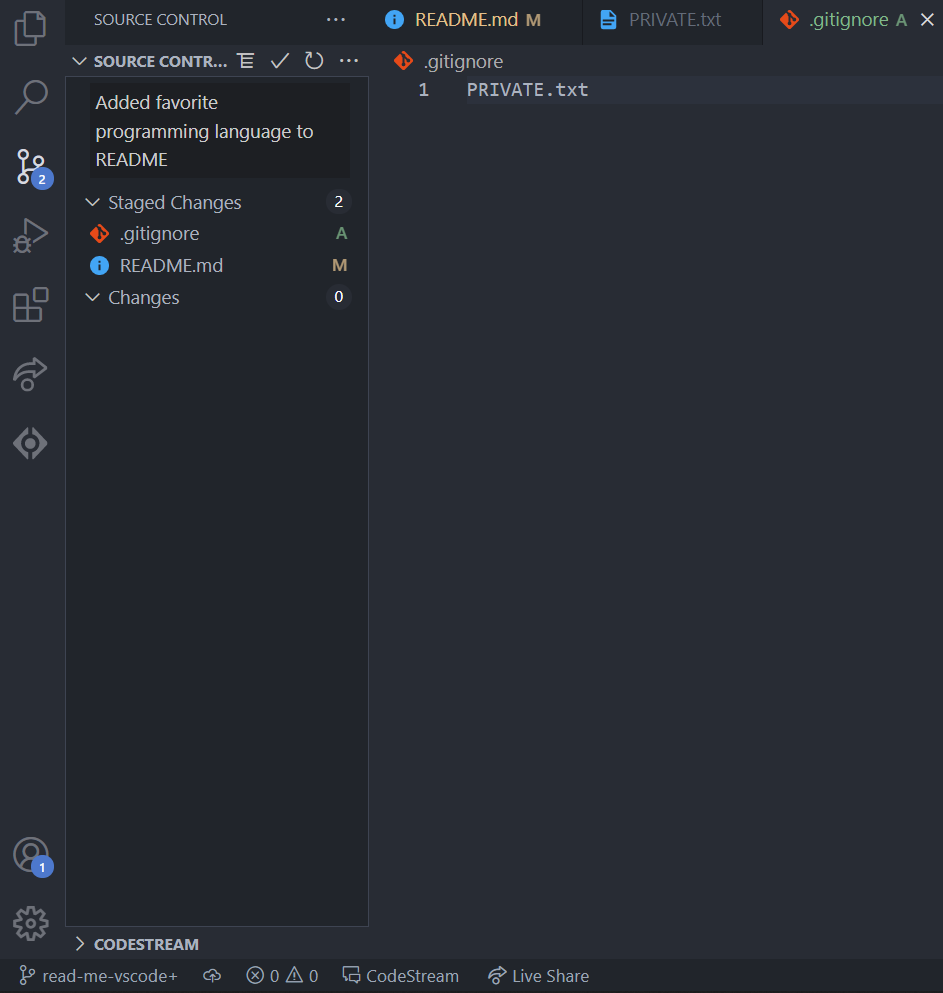 SOURCE CONTROL ···
README.md M
PRIVATE.txt
.gitignore A
SOURCE CONTR...
.gitignore
1 PRIVATE.txt
Added favorite
programming language to
README
2
Staged Changes 2
.gitignore A
README.md M
Changes 0
1
CODESTREAM
read-me-vscode+ 0 0 CodeStream Live Share